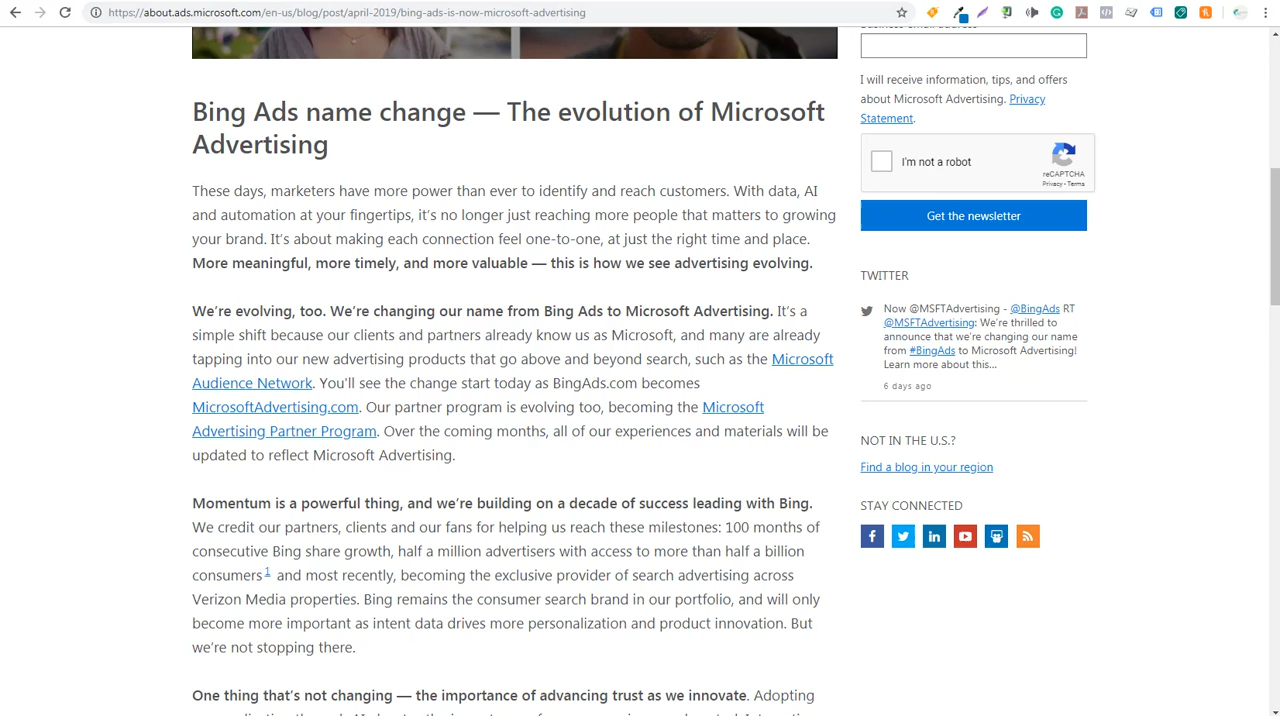 https://about.ads.microsoft.com/en-us/blog/post/april-2019/bing-ads-is-now-microsoft-advertising
Bing Ads name change — The evolution of Microsoft
Advertising
These days, marketers have more power than ever to identify and reach customers. With data, AI
and automation at your fingertips, it's no longer just reaching more people that matters to growing
your brand. It's about making each connection feel one-to-one, at just the right time and place.
More meaningful, more timely, and more valuable — this is how we see advertising evolving.
We're evolving, too. We're changing our name from Bing Ads to Microsoft Advertising. It's a
simple shift because our clients and partners already know us as Microsoft, and many are already
tapping into our new advertising products that go above and beyond search, such as the Microsoft
Audience Network. You'll see the change start today as BingAds.com becomes
MicrosoftAdvertising.com. Our partner program is evolving too, becoming the Microsoft
Advertising Partner Program. Over the coming months, all of our experiences and materials will be
updated to reflect Microsoft Advertising.
Momentum is a powerful thing, and we're building on a decade of success leading with Bing.
We credit our partners, clients and our fans for helping us reach these milestones: 100 months of
consecutive Bing share growth, half a million advertisers with access to more than half a billion
consumers1 and most recently, becoming the exclusive provider of search advertising across
Verizon Media properties. Bing remains the consumer search brand in our portfolio, and will only
become more important as intent data drives more personalization and product innovation. But
we're not stopping there.
One thing that's not changing — the importance of advancing trust as we innovate. Adopting
I will receive information, tips, and offers
about Microsoft Advertising. Privacy
Statement.
I'm not a robot
reCAPTCHA
Privacy - Terms
Get the newsletter
TWITTER
Now @MSFTAdvertising - @BingAds RT
@MSFTAdvertising: We're thrilled to
announce that we're changing our name
from #BingAds to Microsoft Advertising!
Learn more about this...
6 days ago
NOT IN THE U.S.?
Find a blog in your region
STAY CONNECTED